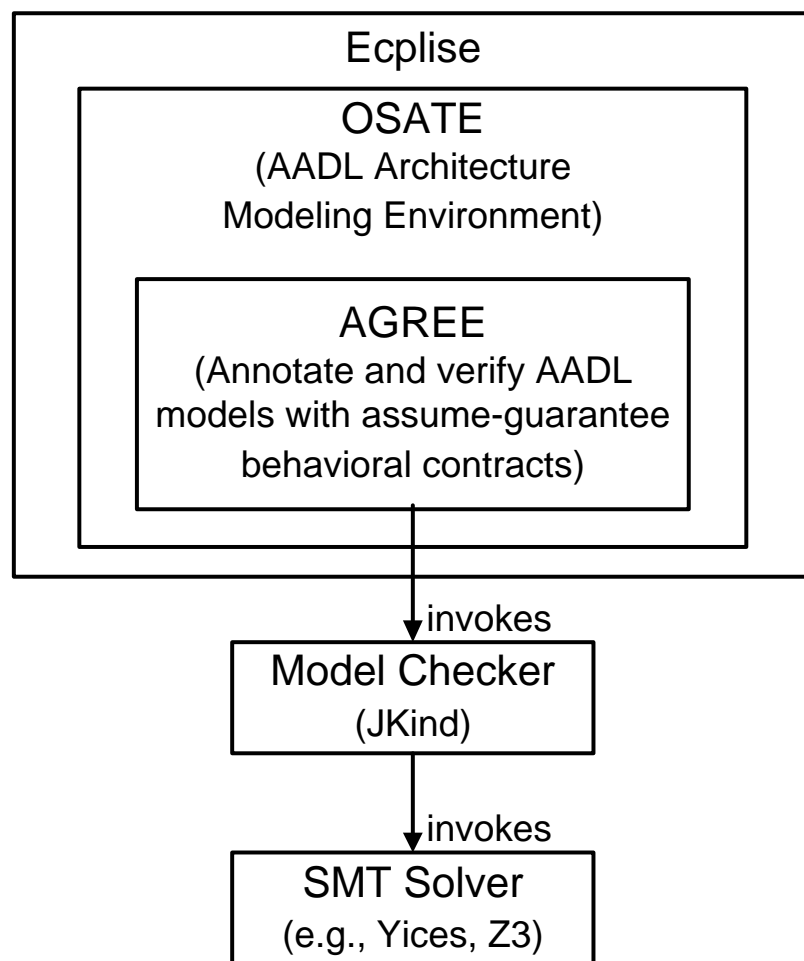 Ecplise
OSATE
(AADL Architecture
Modeling Environment)
AGREE
(Annotate and verify AADL
models with assume-guarantee
behavioral contracts)
invokes
Model Checker
(JKind)
invokes
SMT Solver
(e.g., Yices, Z3)